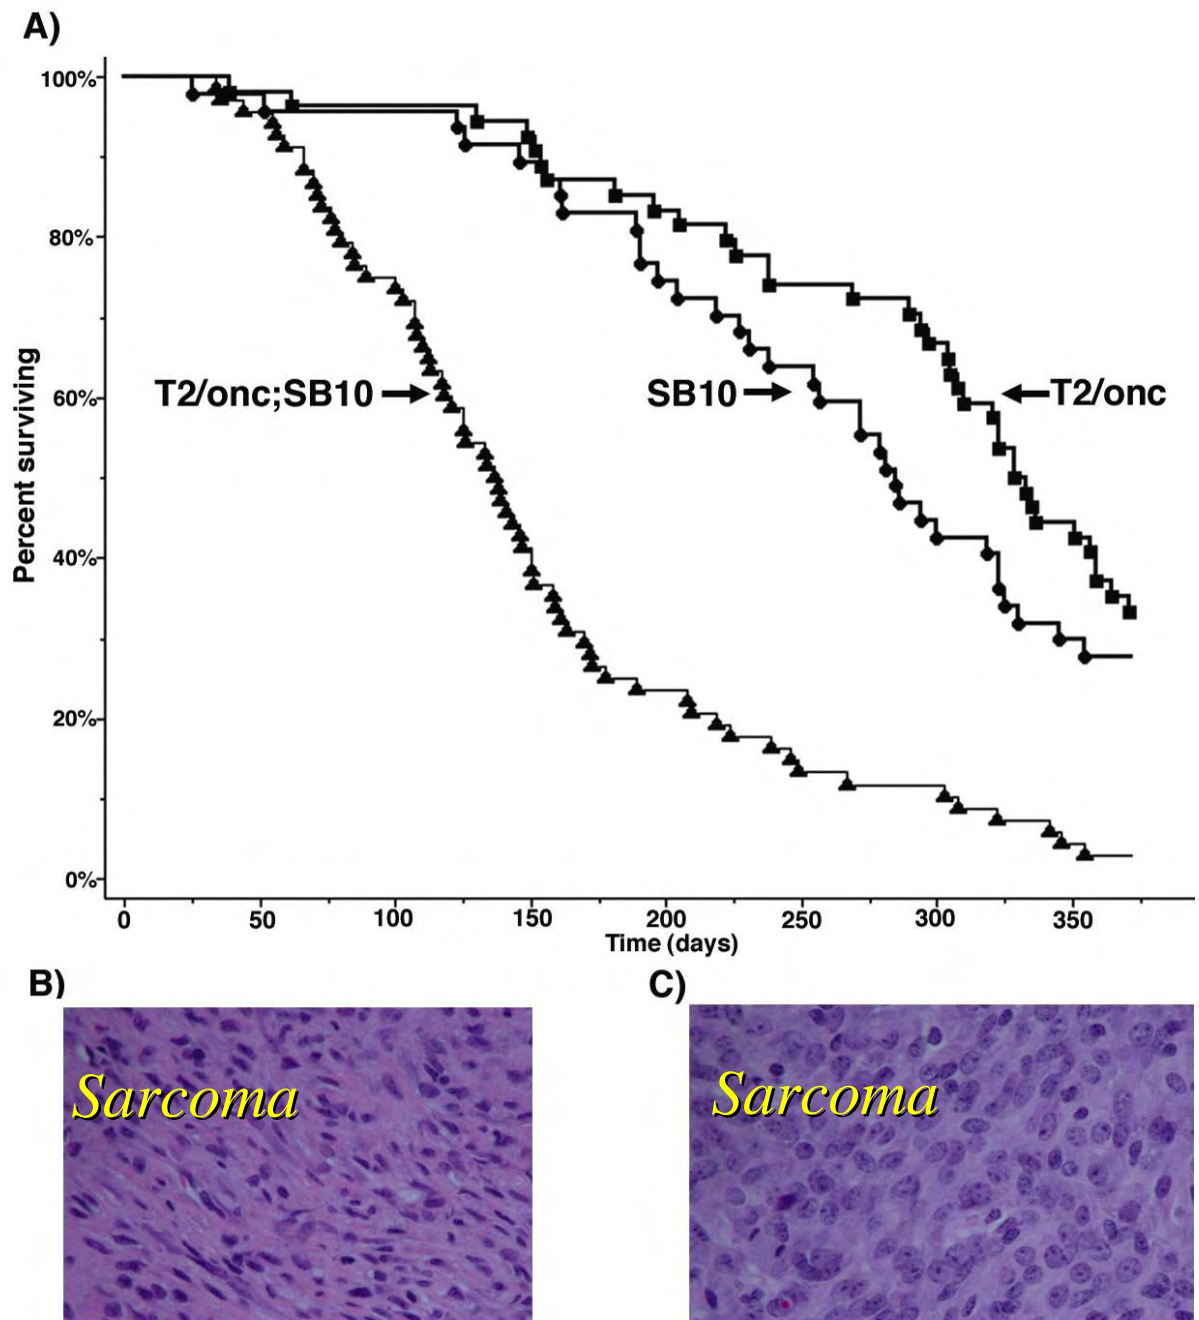 A)
100%
80%
60%
40%
20%
0%
Percent surviving
T2/onc;SB10
SB10
T2/onc
0 50 100 150 200 250 300 350
Time (days)
B)
C)
Sarcoma
Sarcoma